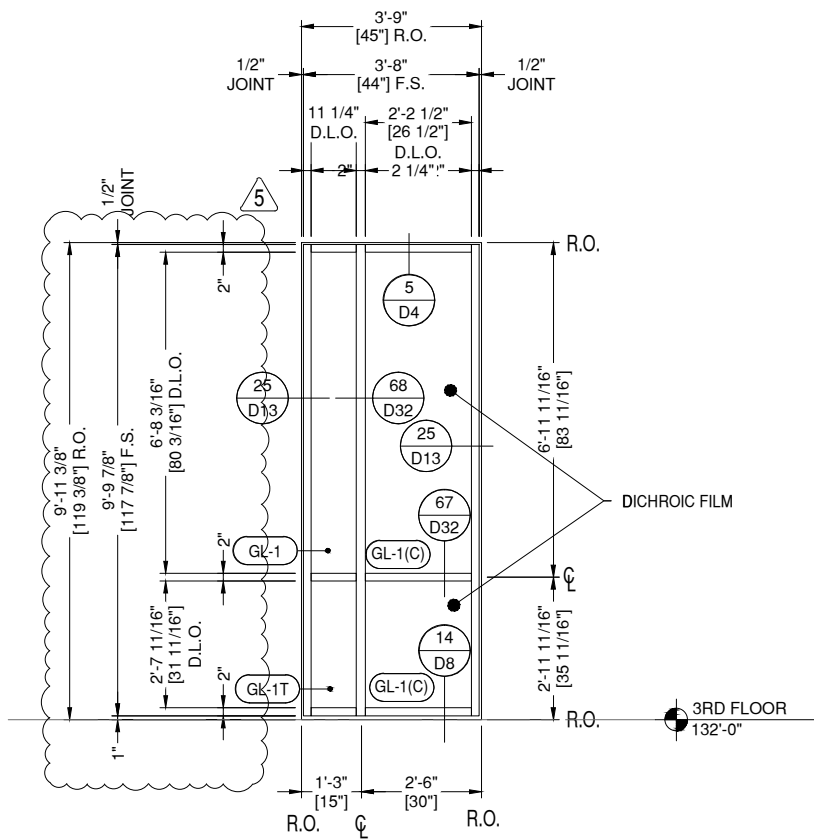 3'-9"
[45"] R.O.
1/2"
JOINT
3'-8"
[44"] F.S.
1/2"
JOINT
11 1/4"
D.L.O.
2'-2 1/2"
[26 1/2"]
D.L.O.
2"
2 1/4"
1/2"
JOINT
5
R.O.
2"
5
D4
25
D13
68
D32
25
D13
67
D32
9'-11 3/8"
[119 3/8"] R.O.
9'-9 7/8"
[117 7/8"] F.S.
6'-8 3/16"
[80 3/16"] D.L.O.
6'-11 11/16"
[83 11/16"]
DICHROIC FILM
2"
GL-1
GL-1(C)
CL
2'-7 11/16"
[31 11/16"]
D.L.O.
2"
14
D8
GL-1T
GL-1(C)
2'-11 11/16"
[35 11/16"]
R.O.
3RD FLOOR
132'-0"
1"
1'-3"
[15"]
2'-6"
[30"]
R.O.
CL
R.O.